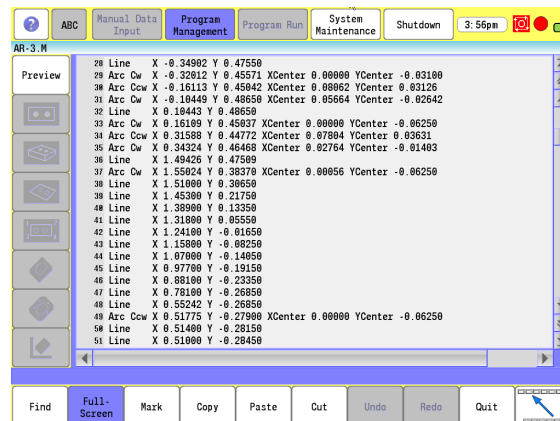 ?
ABC
Manual Data Input
Program Management
Program Run
System Maintenance
Shutdown
3:56pm
AR-3.M
Preview
28 Line X -0.34902 Y 0.47550
29 Arc Cw X -0.32012 Y 0.45571 XCenter 0.00000 YCenter -0.03100
30 Arc Ccw X -0.16113 Y 0.45042 XCenter 0.08062 YCenter 0.03126
31 Arc Cw X -0.10449 Y 0.48650 XCenter 0.05664 YCenter -0.02642
32 Line X 0.10443 Y 0.48650
33 Arc Cw X 0.16109 Y 0.45037 XCenter 0.00000 YCenter -0.06250
34 Arc Ccw X 0.31588 Y 0.44772 XCenter 0.07804 YCenter 0.03631
35 Arc Cw X 0.34324 Y 0.46468 XCenter 0.02764 YCenter -0.01403
36 Line X 1.49426 Y 0.47509
37 Arc Cw X 1.55024 Y 0.38370 XCenter 0.00056 YCenter -0.06250
38 Line X 1.51000 Y 0.30650
39 Line X 1.45300 Y 0.21750
40 Line X 1.38900 Y 0.13350
41 Line X 1.31800 Y 0.05550
42 Line X 1.24100 Y -0.01650
43 Line X 1.15800 Y -0.08250
44 Line X 1.07000 Y -0.14050
45 Line X 0.97700 Y -0.19150
46 Line X 0.88100 Y -0.23350
47 Line X 0.78100 Y -0.26850
48 Line X 0.55242 Y -0.26850
49 Arc Ccw X 0.51775 Y -0.27900 XCenter 0.00000 YCenter -0.06250
50 Line X 0.51400 Y -0.28150
51 Line X 0.51000 Y -0.28450
Find
Full-Screen
Mark
Copy
Paste
Cut
Undo
Redo
Quit